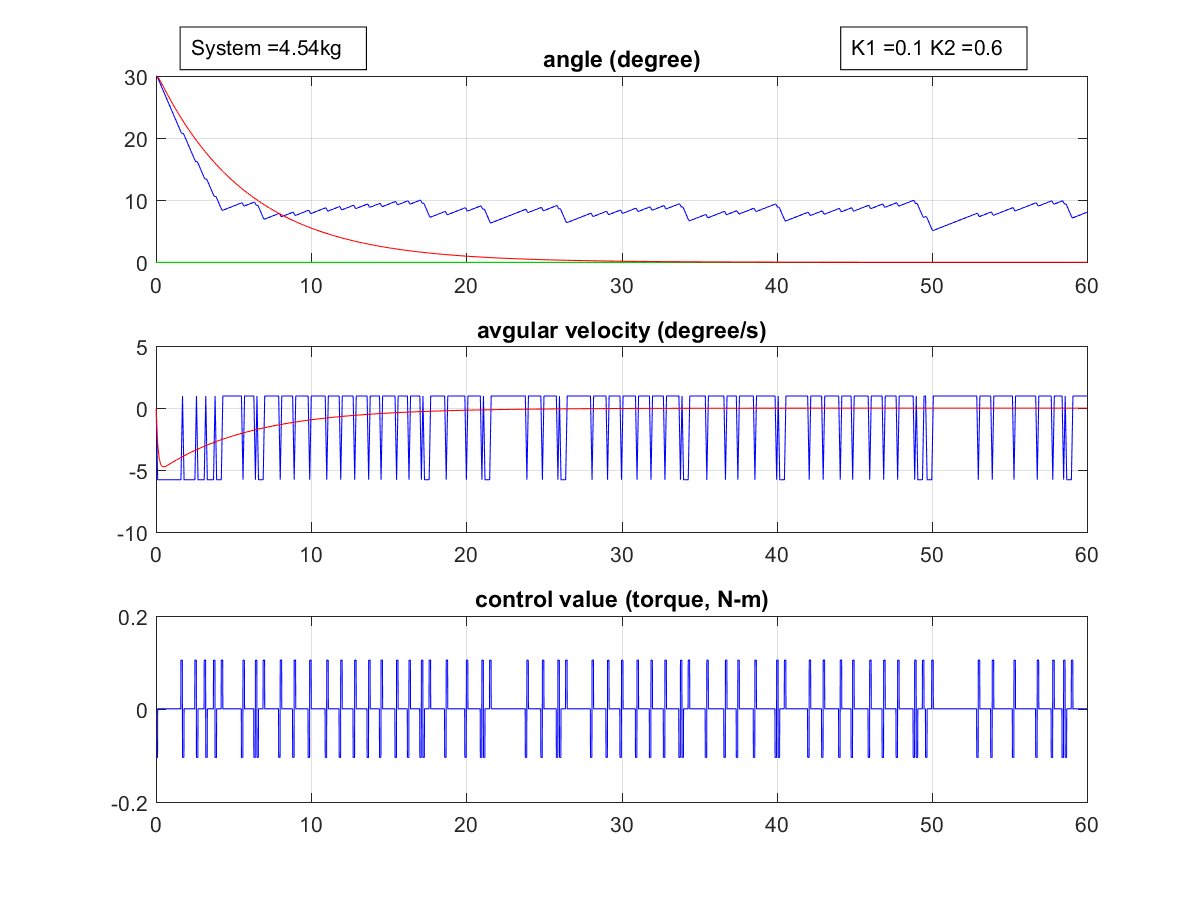 System =4.54kg
K1 =0.1 K2 =0.6
angle (degree)
30
20
10
0
0 10 20 30 40 50 60
avgular velocity (degree/s)
5
0
-5
-10
0 10 20 30 40 50 60
control value (torque, N-m)
0.2
0
-0.2
0 10 20 30 40 50 60